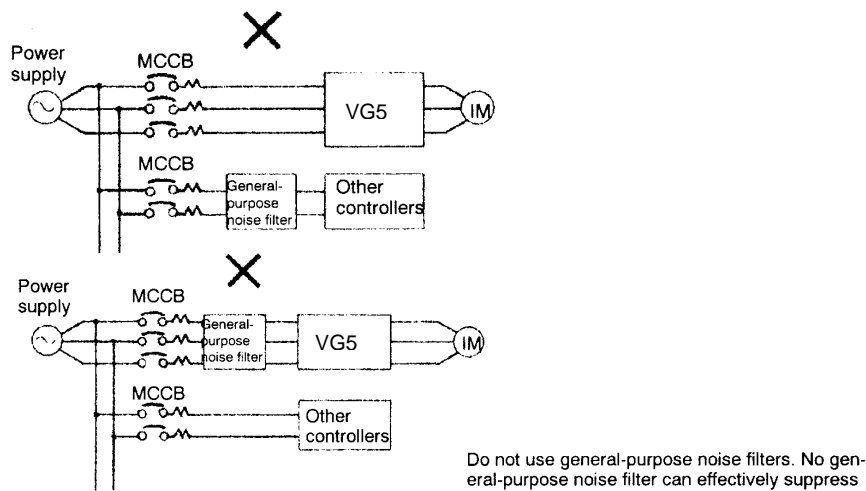 Power
supply
MCCB
VG5
IM
MCCB
General-
purpose
noise filter
Other
controllers
Power
supply
MCCB
General-
purpose
noise filter
VG5
IM
MCCB
Other
controllers
Do not use general-purpose noise filters. No gen-
eral-purpose noise filter can effectively suppress